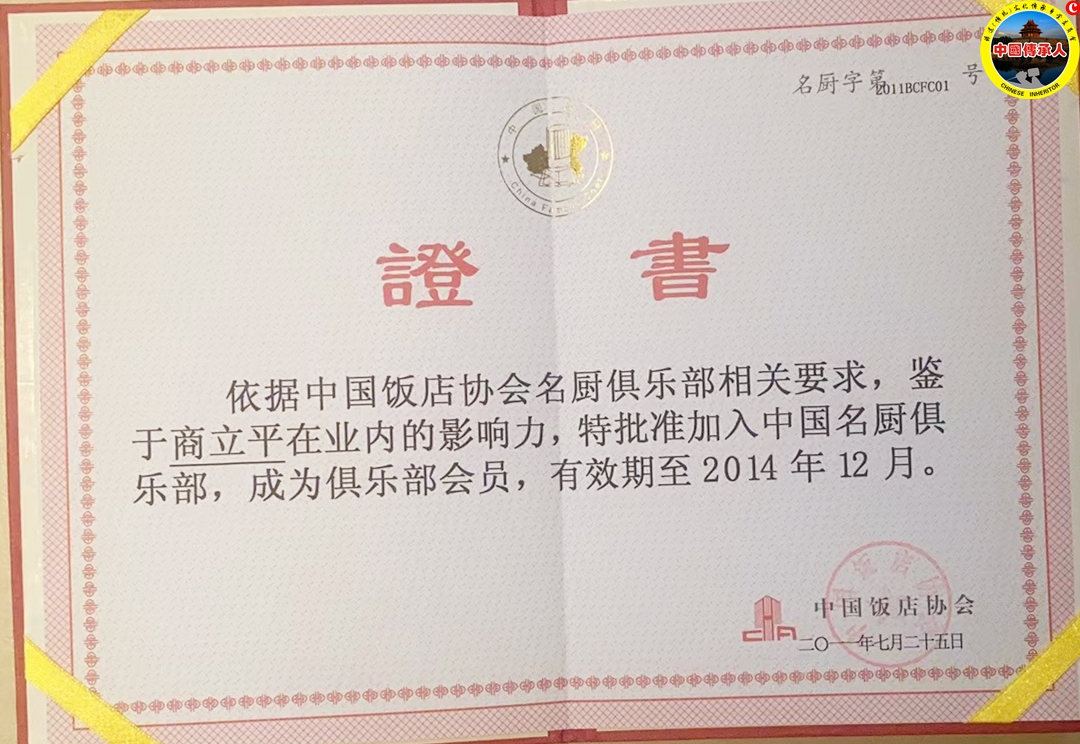 中國傳承人
CHINESE INHERITOR
名厨字第2011BCFC01号
中国
China F
證書
依据中国饭店协会名厨俱乐部相关要求，鉴
于商立平在业内的影响力，特批准加入中国名厨俱
乐部，成为俱乐部会员，有效期至2014年12月。
中国饭店协会
二〇一一年七月二十五日